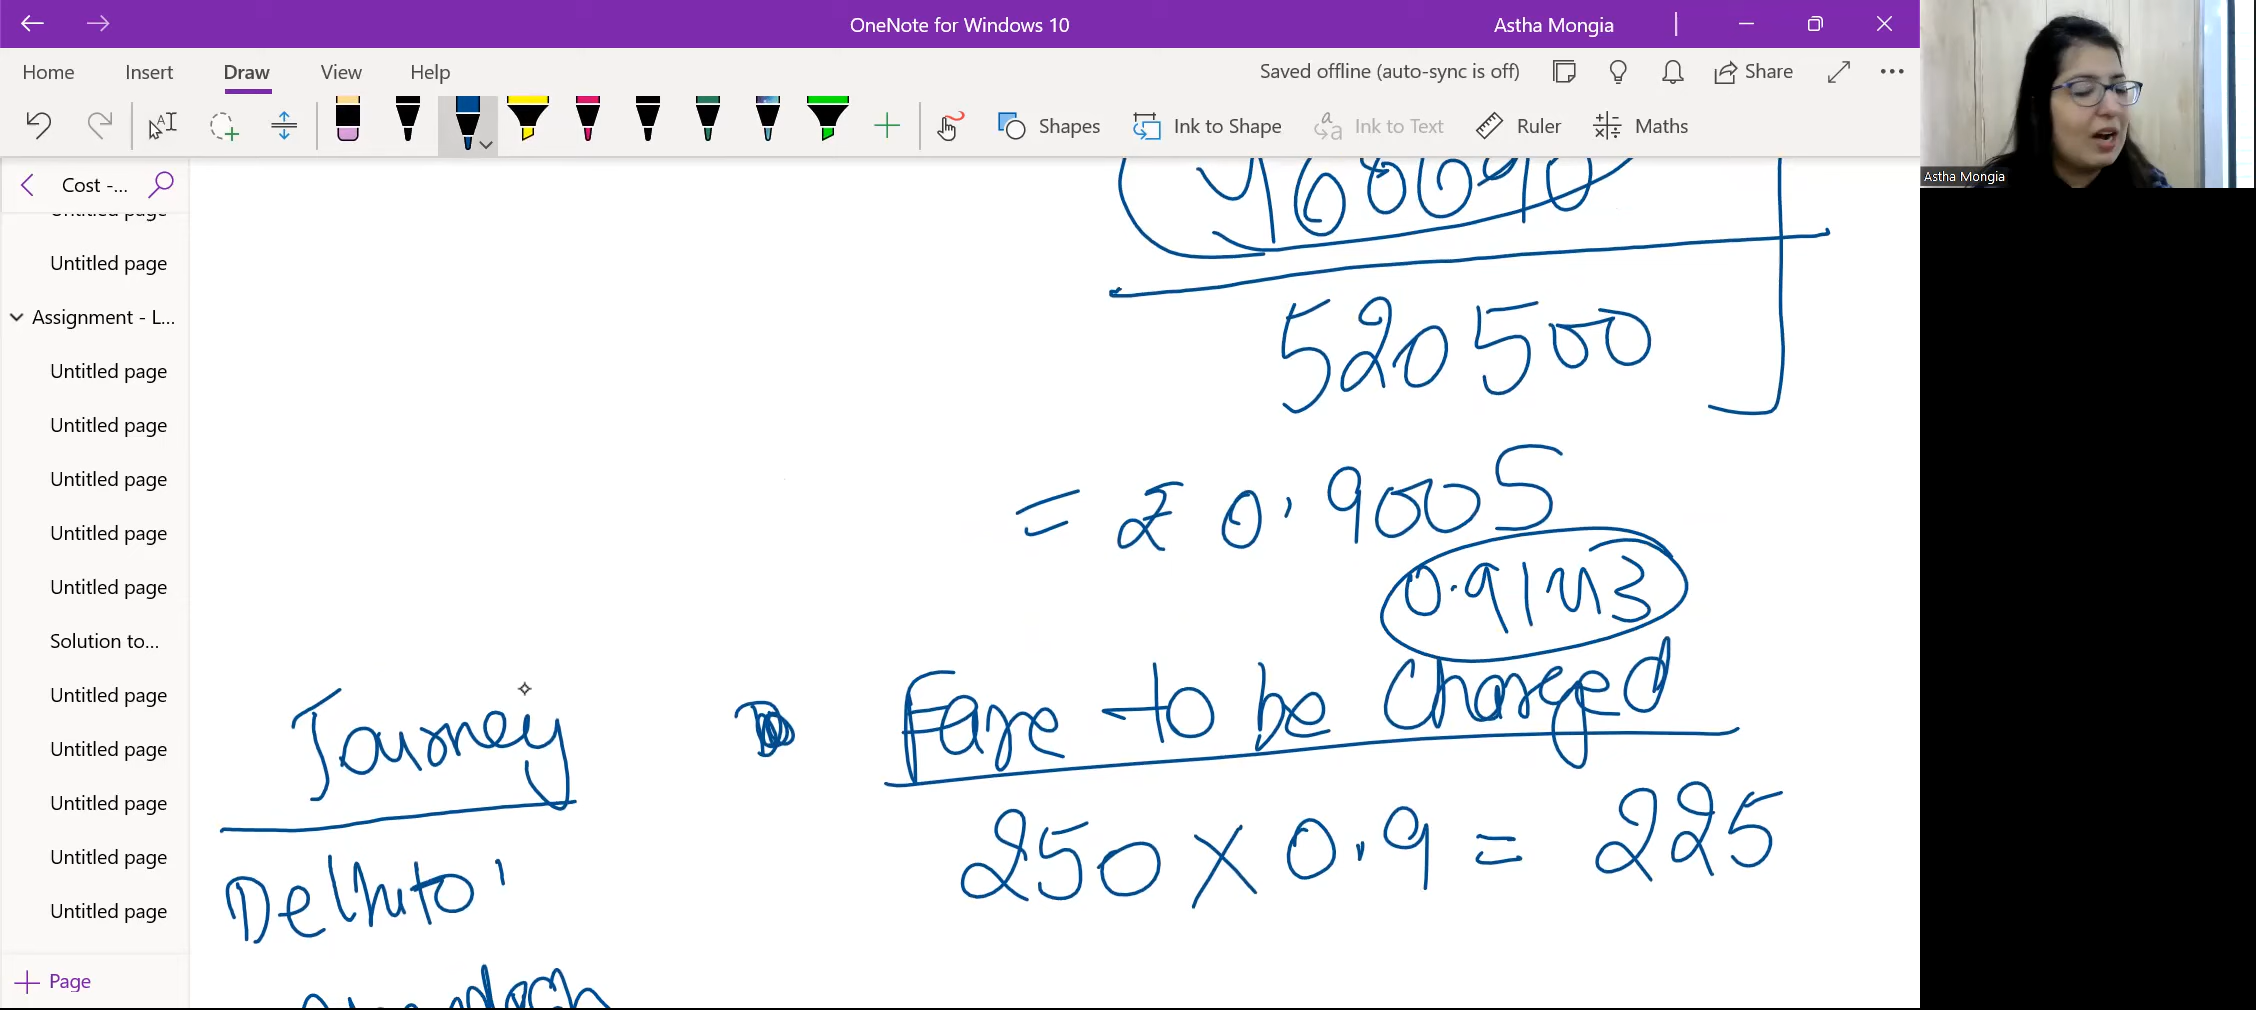 OneNote for Windows 10
Astha Mongia
Home Insert Draw View Help
Saved offline (auto-sync is off)
Share
Shapes Ink to Shape Ink to Text Ruler Maths
Astha Mongia
Cost -...
Untitled page
Untitled page
Assignment - L...
Untitled page
Untitled page
Untitled page
Untitled page
Untitled page
Solution to...
Untitled page
Untitled page
Untitled page
Untitled page
Untitled page
Page
520500
= ₹ 0.9005
Journey
Fare to be charged
Delhi to
250 × 0.9 = 225